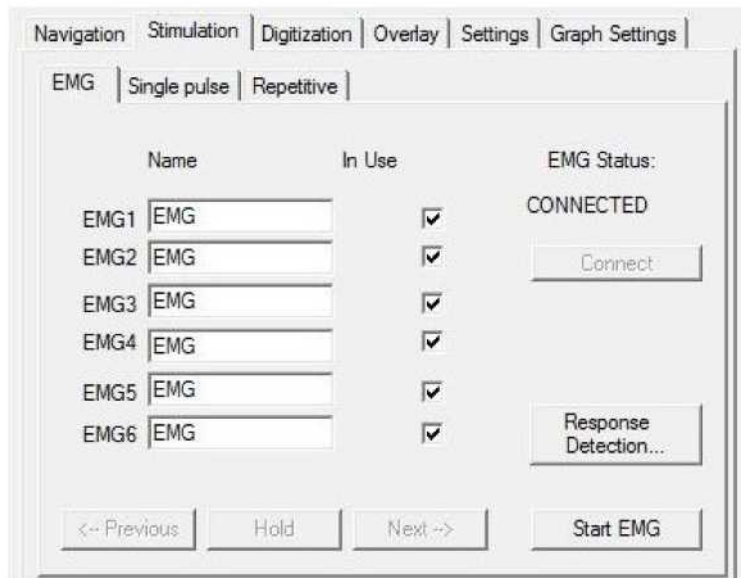 Navigation Stimulation Digitization Overlay Settings Graph Settings
EMG Single pulse Repetitive
Name In Use EMG Status:
CONNECTED
EMG1 EMG
EMG2 EMG
Connect
EMG3 EMG
EMG4 EMG
EMG5 EMG
EMG6 EMG
Response
Detection...
<-- Previous Hold Next --> Start EMG